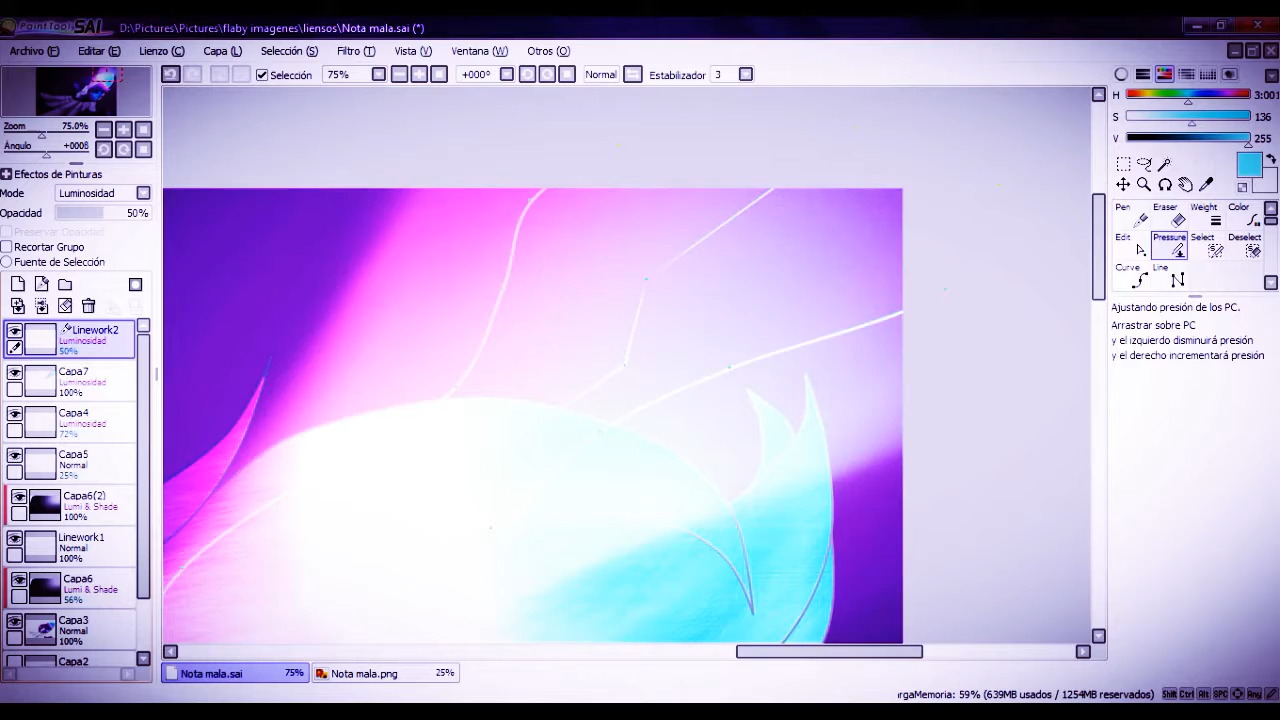 PaintTool SAI D:\Pictures\Pictures\flaby imagenes\liensos\Nota mala.sai (*)
Archivo (F) Editar (E) Lienzo (C) Capa (L) Selección (S) Filtro (T) Vista (V) Ventana (W) Otros (O)
Selección 75% +000º Normal Estabilizador 3
Zoom 75.0%
Ángulo +000º
Efectos de Pinturas
Mode Luminosidad
Opacidad 50%
Preservar Opacidad
Recortar Grupo
Fuente de Selección
Linework2
Luminosidad
50%
Capa7
Luminosidad
100%
Capa4
Luminosidad
72%
Capa5
Normal
25%
Capa6(2)
Lumi & Shade
100%
Linework1
Normal
100%
Capa6
Lumi & Shade
56%
Capa3
Normal
100%
Capa2
H 3:001
S 136
V 255
Pen Eraser Weight Color
Edit Pressure Select Deselect
Curve Line
Ajustando presión de los PC.
Arrastrar sobre PC
y el izquierdo disminuirá presión
y el derecho incrementará presión
Nota mala.sai 75% Nota mala.png 25%
rgaMemoria: 59% (639MB usados / 1254MB reservados) Shift Ctrl Alt SPC Any